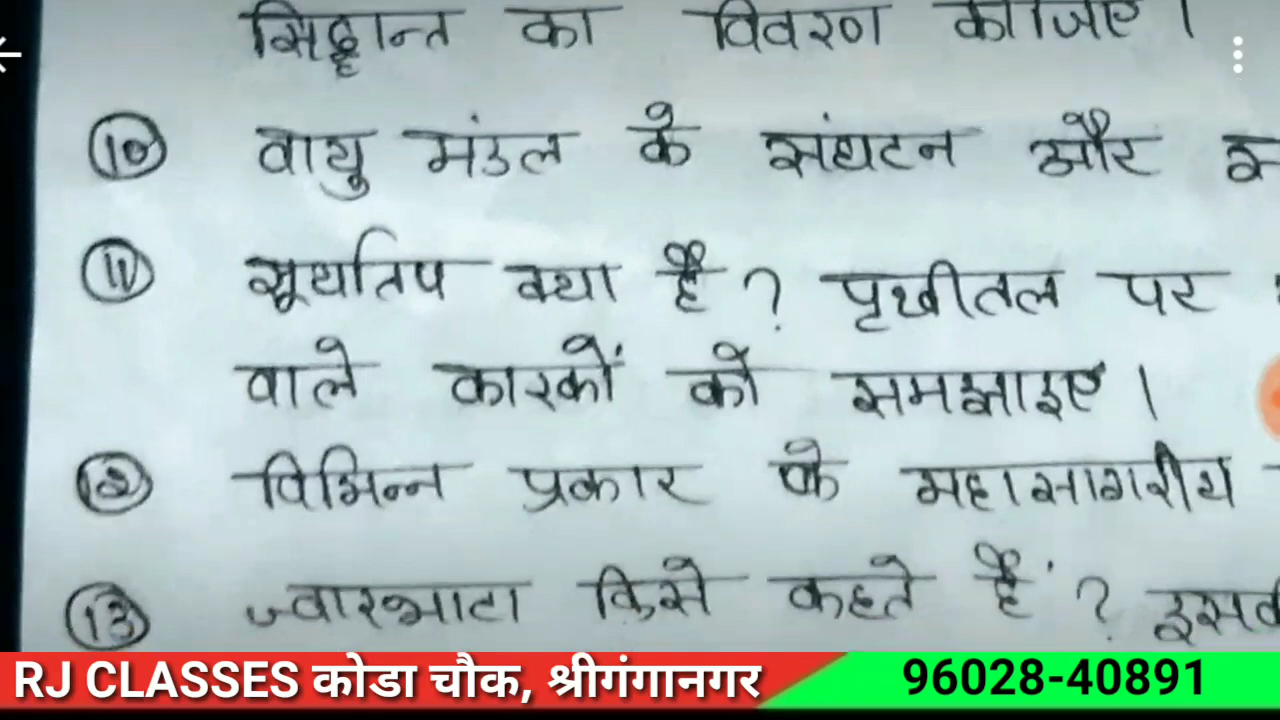 सिद्धान्त का विवरण कीजिए।
⑩ वायु मंडल के संघटन और
⑪ सूर्यातप क्या है? पृथ्वीतल पर
वाले कारकों को समझाइए।
⑫ विभिन्न प्रकार के महासागरीय
⑬ ज्वारभाटा किसे कहते हैं? इसक
RJ CLASSES कोडा चौक, श्रीगंगानगर
96028-40891